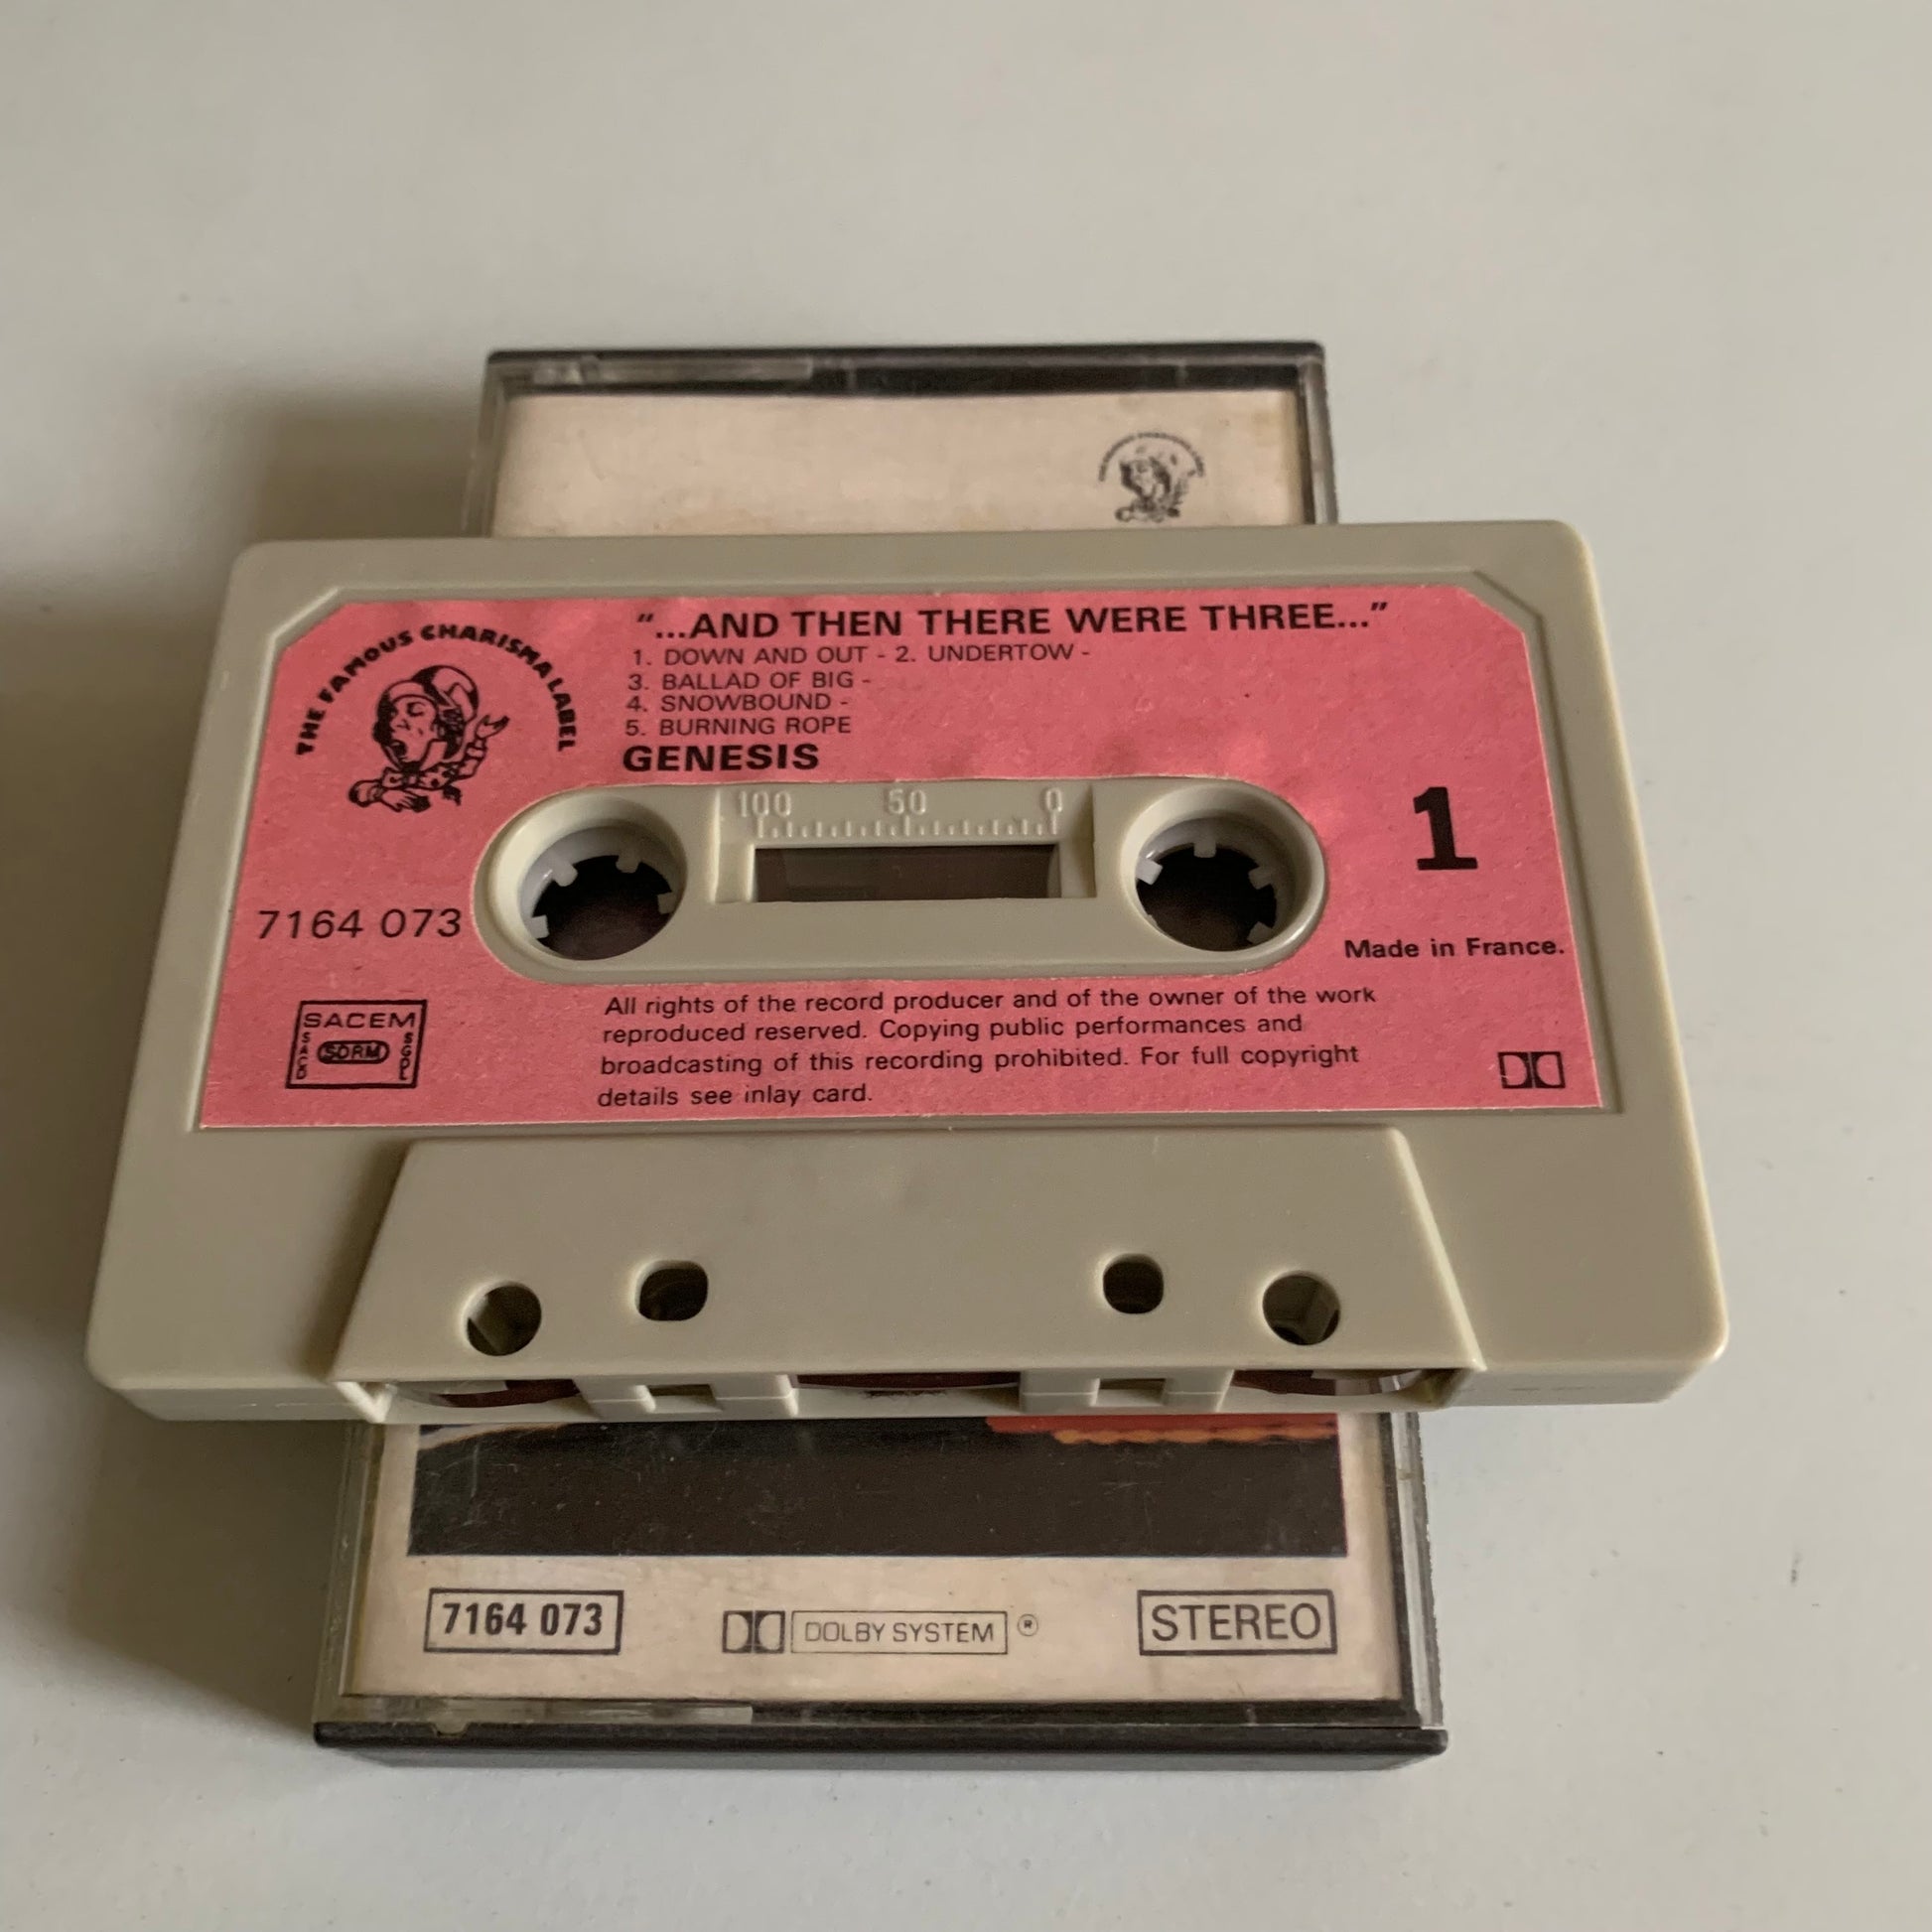 THE FAMOUS CHARISMA LABEL
"...AND THEN THERE WERE THREE..."
1. DOWN AND OUT - 2. UNDERTOW -
3. BALLAD OF BIG -
4. SNOWBOUND -
5. BURNING ROPE
GENESIS
100 50 0
1
7164 073
Made in France.
SACEM
SACD SDRM SGDL
All rights of the record producer and of the owner of the work
reproduced reserved. Copying public performances and
broadcasting of this recording prohibited. For full copyright
details see inlay card.
7164 073
DOLBY SYSTEM ®
STEREO